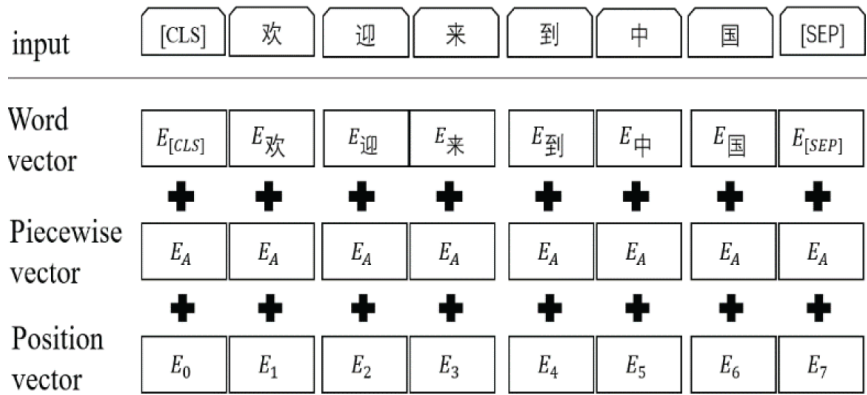 input [CLS] 欢 迎 来 到 中 国 [SEP]
Word vector E[CLS] E欢 E迎 E来 E到 E中 E国 E[SEP]
+ + + + + + + +
Piecewise vector EA EA EA EA EA EA EA EA
+ + + + + + + +
Position vector E0 E1 E2 E3 E4 E5 E6 E7